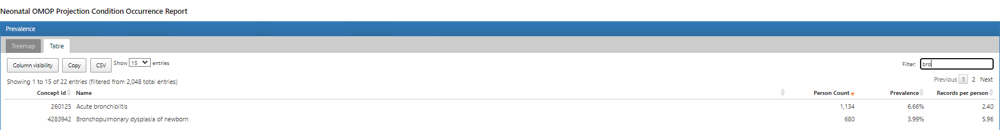 Neonatal OMOP Projection Condition Occurrence Report
Prevalence
Treemap Table
Column visibility Copy CSV Show 15 entries Filter: bro
Showing 1 to 15 of 22 entries (filtered from 2,048 total entries) Previous 1 2 Next
Concept Id Name Person Count Prevalence Records per person
260125 Acute bronchiolitis 1,134 6.66% 2.40
4283942 Bronchopulmonary dysplasia of newborn 680 3.99% 5.96